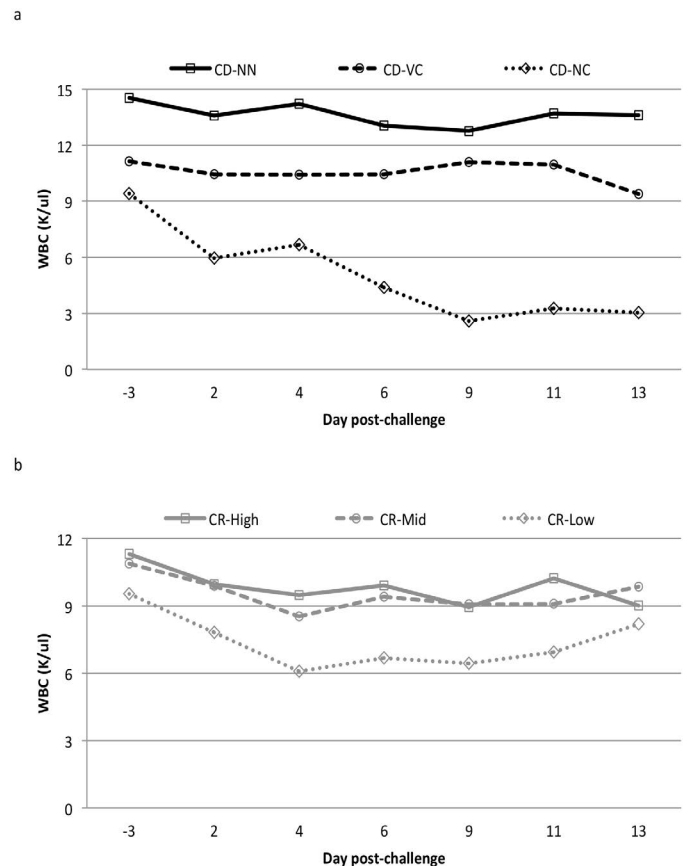 a
CD-NN CD-VC CD-NC
15
12
9
6
3
0
WBC (K/ul)
-3 2 4 6 9 11 13
Day post-challenge
b
CR-High CR-Mid CR-Low
12
9
6
3
0
WBC (K/ul)
-3 2 4 6 9 11 13
Day post-challenge